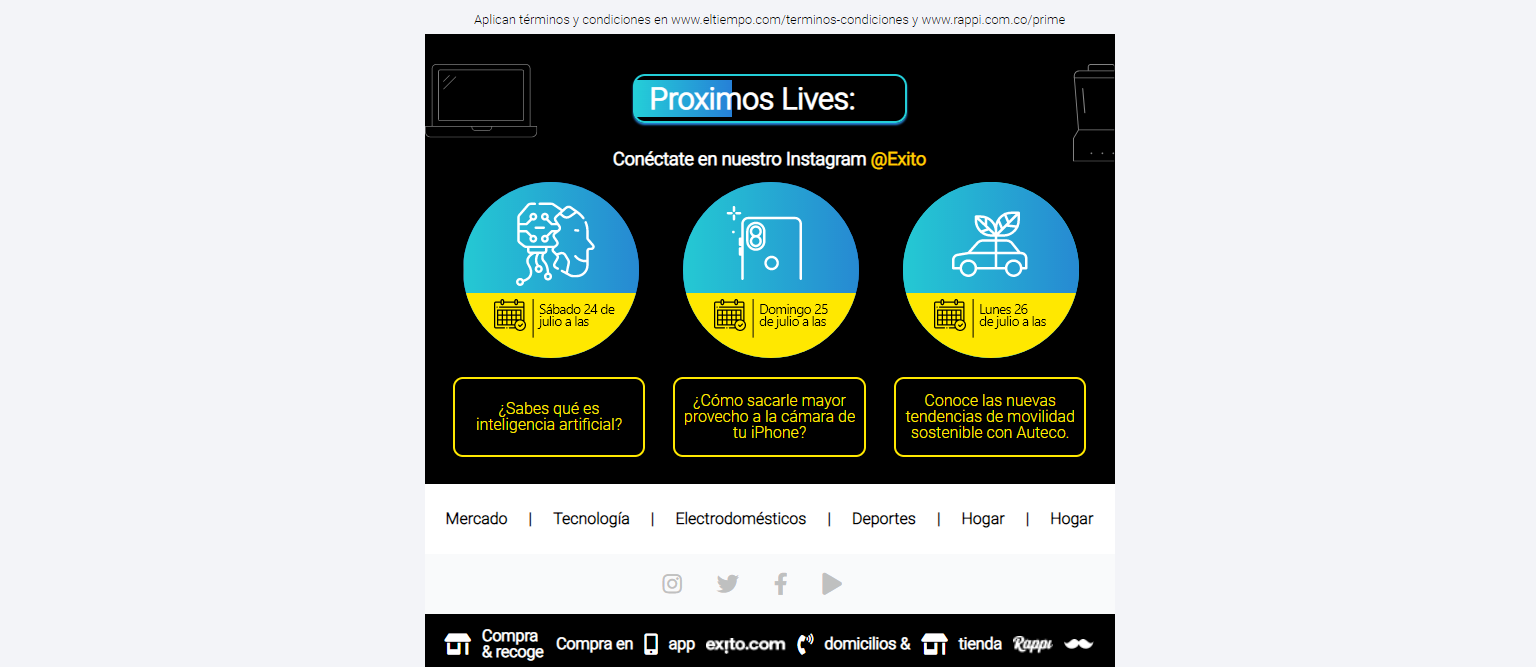 Aplican términos y condiciones en www.eltiempo.com/terminos-condiciones y www.rappi.com.co/prime
Proximos Lives:
Conéctate en nuestro Instagram @Exito
Sábado 24 de
julio a las
Domingo 25
de julio a las
Lunes 26
de julio a las
¿Sabes qué es
inteligencia artificial?
¿Cómo sacarle mayor
provecho a la cámara de
tu iPhone?
Conoce las nuevas
tendencias de movilidad
sostenible con Auteco.
Mercado | Tecnología | Electrodomésticos | Deportes | Hogar | Hogar
Compra
& recoge
Compra en app exito.com domicilios & tienda Rappi